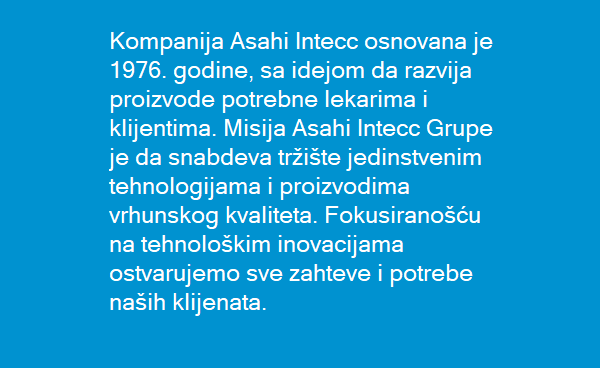 Kompanija Asahi Intecc osnovana je
1976. godine, sa idejom da razvija
proizvode potrebne lekarima i
klijentima. Misija Asahi Intecc Grupe
je da snabdeva tržište jedinstvenim
tehnologijama i proizvodima
vrhunskog kvaliteta. Fokusiranošću
na tehnološkim inovacijama
ostvarujemo sve zahteve i potrebe
naših klijenata.